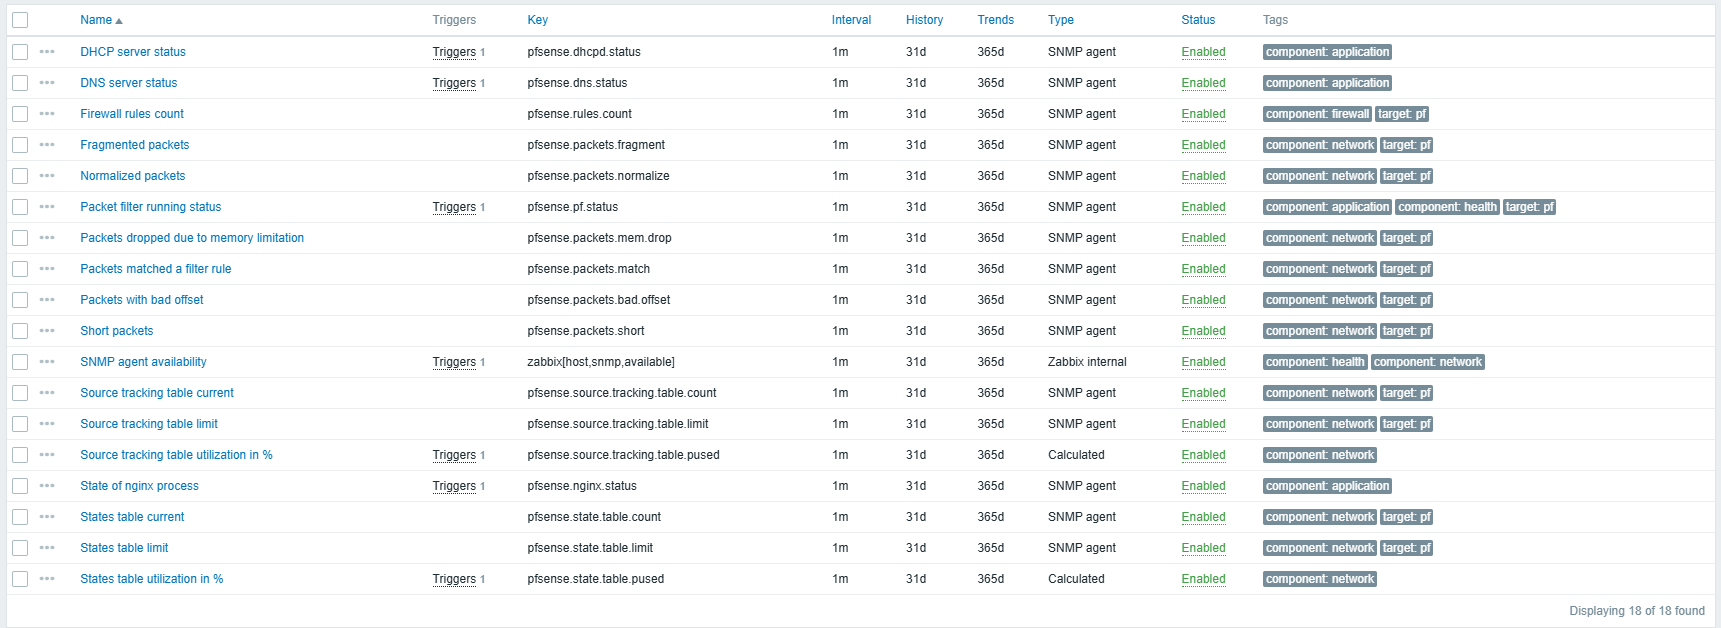 Name Triggers Key Interval History Trends Type Status Tags
DHCP server status Triggers 1 pfsense.dhcpd.status 1m 31d 365d SNMP agent Enabled component: application
DNS server status Triggers 1 pfsense.dns.status 1m 31d 365d SNMP agent Enabled component: application
Firewall rules count pfsense.rules.count 1m 31d 365d SNMP agent Enabled component: firewall target: pf
Fragmented packets pfsense.packets.fragment 1m 31d 365d SNMP agent Enabled component: network target: pf
Normalized packets pfsense.packets.normalize 1m 31d 365d SNMP agent Enabled component: network target: pf
Packet filter running status Triggers 1 pfsense.pf.status 1m 31d 365d SNMP agent Enabled component: application component: health target: pf
Packets dropped due to memory limitation pfsense.packets.mem.drop 1m 31d 365d SNMP agent Enabled component: network target: pf
Packets matched a filter rule pfsense.packets.match 1m 31d 365d SNMP agent Enabled component: network target: pf
Packets with bad offset pfsense.packets.bad.offset 1m 31d 365d SNMP agent Enabled component: network target: pf
Short packets pfsense.packets.short 1m 31d 365d SNMP agent Enabled component: network target: pf
SNMP agent availability Triggers 1 zabbix[host,snmp,available] 1m 31d 365d Zabbix internal Enabled component: health component: network
Source tracking table current pfsense.source.tracking.table.count 1m 31d 365d SNMP agent Enabled component: network target: pf
Source tracking table limit pfsense.source.tracking.table.limit 1m 31d 365d SNMP agent Enabled component: network target: pf
Source tracking table utilization in % Triggers 1 pfsense.source.tracking.table.pused 1m 31d 365d Calculated Enabled component: network
State of nginx process Triggers 1 pfsense.nginx.status 1m 31d 365d SNMP agent Enabled component: application
States table current pfsense.state.table.count 1m 31d 365d SNMP agent Enabled component: network target: pf
States table limit pfsense.state.table.limit 1m 31d 365d SNMP agent Enabled component: network target: pf
States table utilization in % Triggers 1 pfsense.state.table.pused 1m 31d 365d Calculated Enabled component: network
Displaying 18 of 18 found